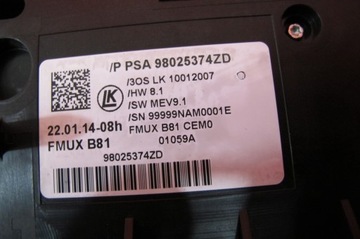 /P PSA 98025374ZD
/3OS LK 10012007
/HW 8.1
/SW MEV9.1
/SN 99999NAM0001E
LK
22.01.14-08h
FMUX B81 CEM0
FMUX B81
01059A
98025374ZD